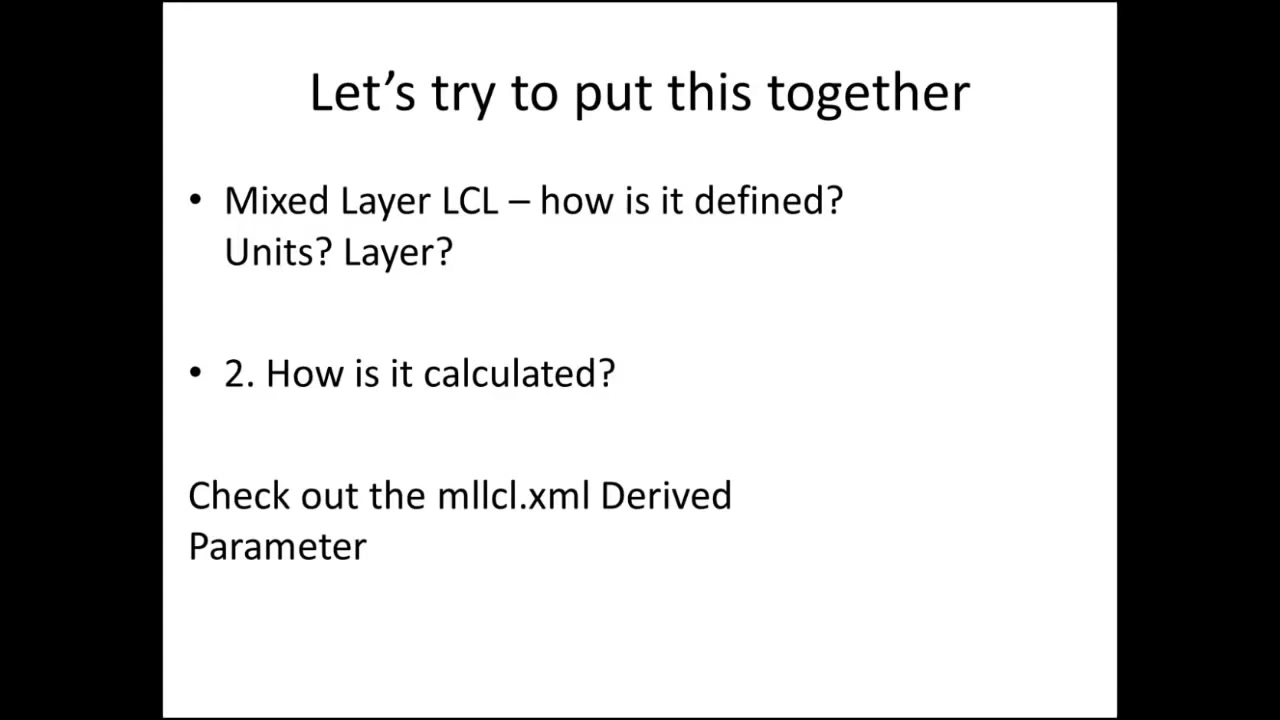 Let’s try to put this together
• Mixed Layer LCL – how is it defined?
Units? Layer?
• 2. How is it calculated?
Check out the mllcl.xml Derived
Parameter